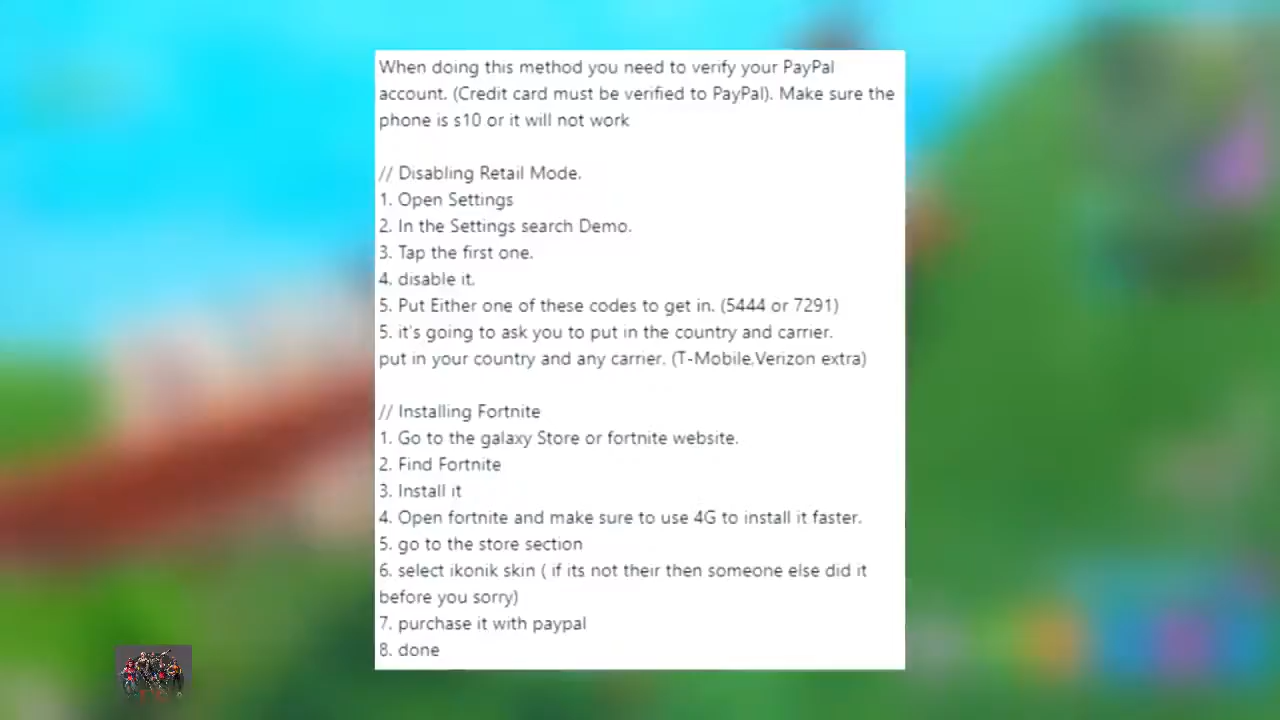 When doing this method you need to verify your PayPal
account. (Credit card must be verified to PayPal). Make sure the
phone is s10 or it will not work
// Disabling Retail Mode.
1. Open Settings
2. In the Settings search Demo.
3. Tap the first one.
4. disable it.
5. Put Either one of these codes to get in. (5444 or 7291)
5. it's going to ask you to put in the country and carrier.
put in your country and any carrier. (T-Mobile,Verizon extra)
// Installing Fortnite
1. Go to the galaxy Store or fortnite website.
2. Find Fortnite
3. Install it
4. Open fortnite and make sure to use 4G to install it faster.
5. go to the store section
6. select ikonik skin ( if its not their then someone else did it
before you sorry)
7. purchase it with paypal
8. done